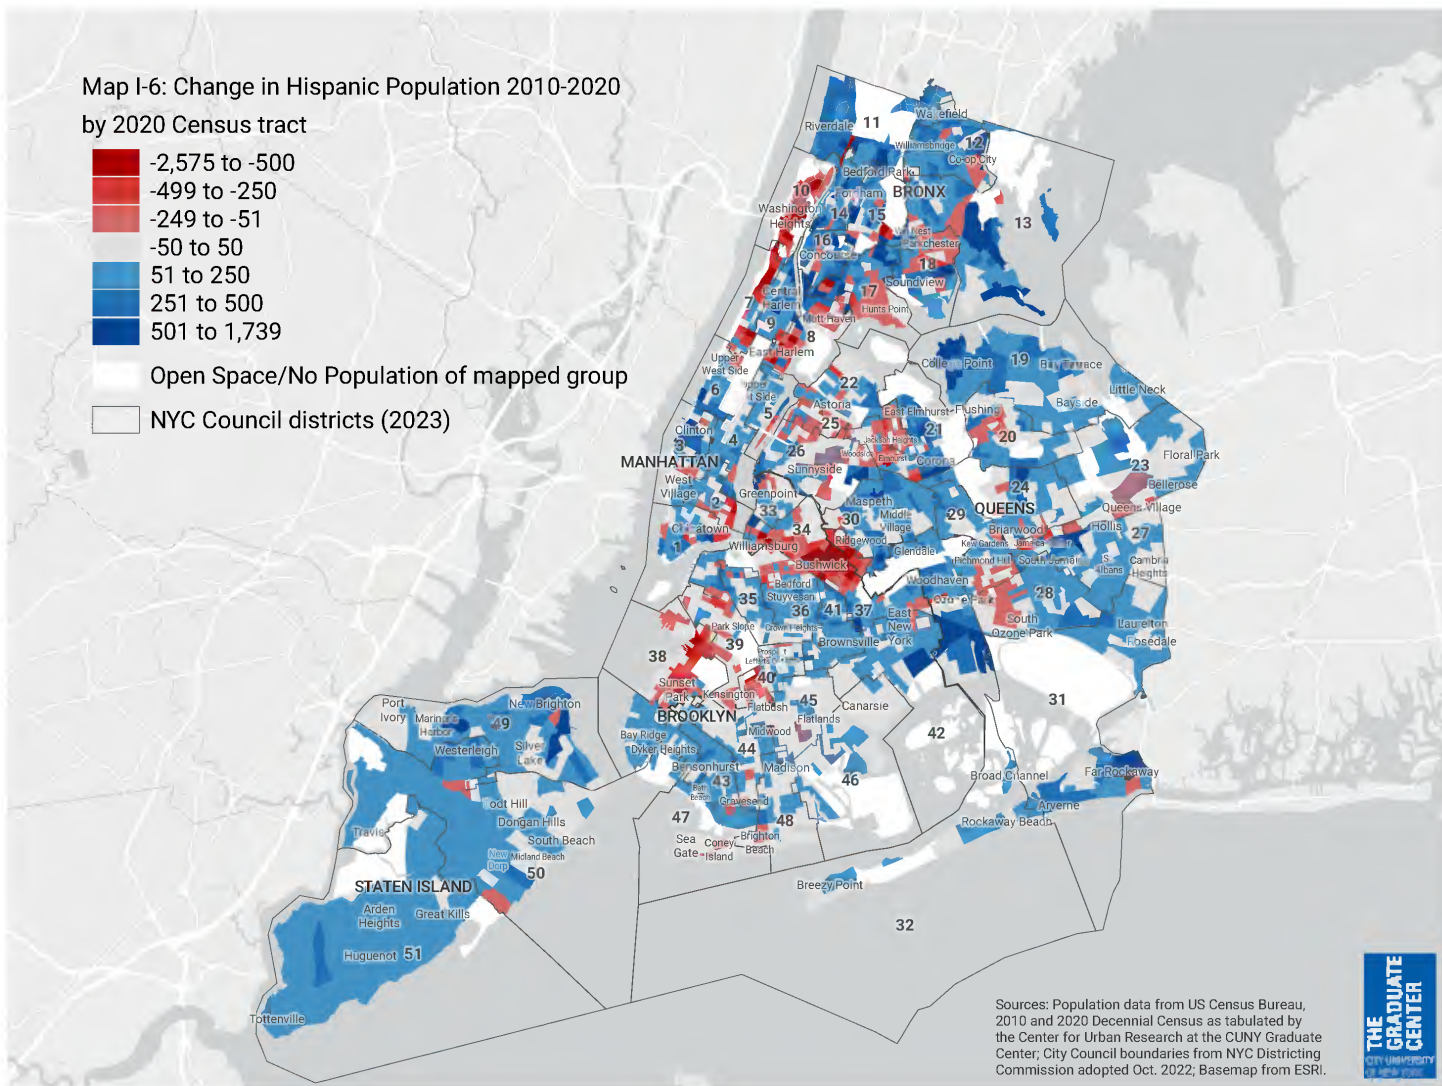 Map I-6: Change in Hispanic Population 2010-2020
by 2020 Census tract
-2,575 to -500
-499 to -250
-249 to -51
-50 to 50
51 to 250
251 to 500
501 to 1,739
Open Space/No Population of mapped group
NYC Council districts (2023)
Wakefield
11
Riverdale
Williamsbridge
12
Co-op City
Bedford Park
10
Fordham
BRONX
Washington
Heights
14
15
13
16
Parkchester
Concourse
18
Soundview
17
Central
Harlem
7
Hunts Point
9
Mott Haven
8
East Harlem
Upper
West Side
19
College Point
Bay Terrace
22
6
Little Neck
Astoria
Bayside
5
East Elmhurst
Flushing
25
21
20
Clinton
3
4
Jackson Heights
26
Woodside
Elmhurst
Corona
MANHATTAN
Sunnyside
23
Floral Park
West
Village
Greenpoint
24
Bellerose
2
Maspeth
QUEENS
Queens Village
33
30
Middle
Village
29
Chinatown
34
Briarwood
Hollis
27
1
Williamsburg
Ridgewood
Kew Gardens
Jamaica
Glendale
Richmond Hill
South Jamaica
Bushwick
Cambria
Heights
Woodhaven
Bedford
Stuyvesan
35
28
36
41
37
East
New
York
South
Ozone Park
Laurelton
Park Slope
Crown Heights
Brownsville
Rosedale
39
38
40
Sunset
Park
Kensington
31
Port
Ivory
New Brighton
45
Flatbush
Canarsie
BROOKLYN
Mariners
Harbor
49
Flatlands
Bay Ridge
Midwood
42
Westerleigh
Silver
Lake
Dyker Heights
44
Bensonhurst
Madison
Broad Channel
Far Rockaway
43
46
Bath
Beach
Gravesend
Arverne
odt Hill
47
48
Rockaway Beach
Dongan Hills
Travis
Sea
Gate
Coney
Island
Brighton
Beach
South Beach
New
Dorp
Midland Beach
50
STATEN ISLAND
Breezy Point
Arden
Heights
Great Kills
32
Huguenot
51
Tottenville
Sources: Population data from US Census Bureau,
2010 and 2020 Decennial Census as tabulated by
the Center for Urban Research at the CUNY Graduate
Center; City Council boundaries from NYC Districting
Commission adopted Oct. 2022; Basemap from ESRI.
THE
GRADUATE
CENTER
CITY UNIVERSITY
OF NEW YORK